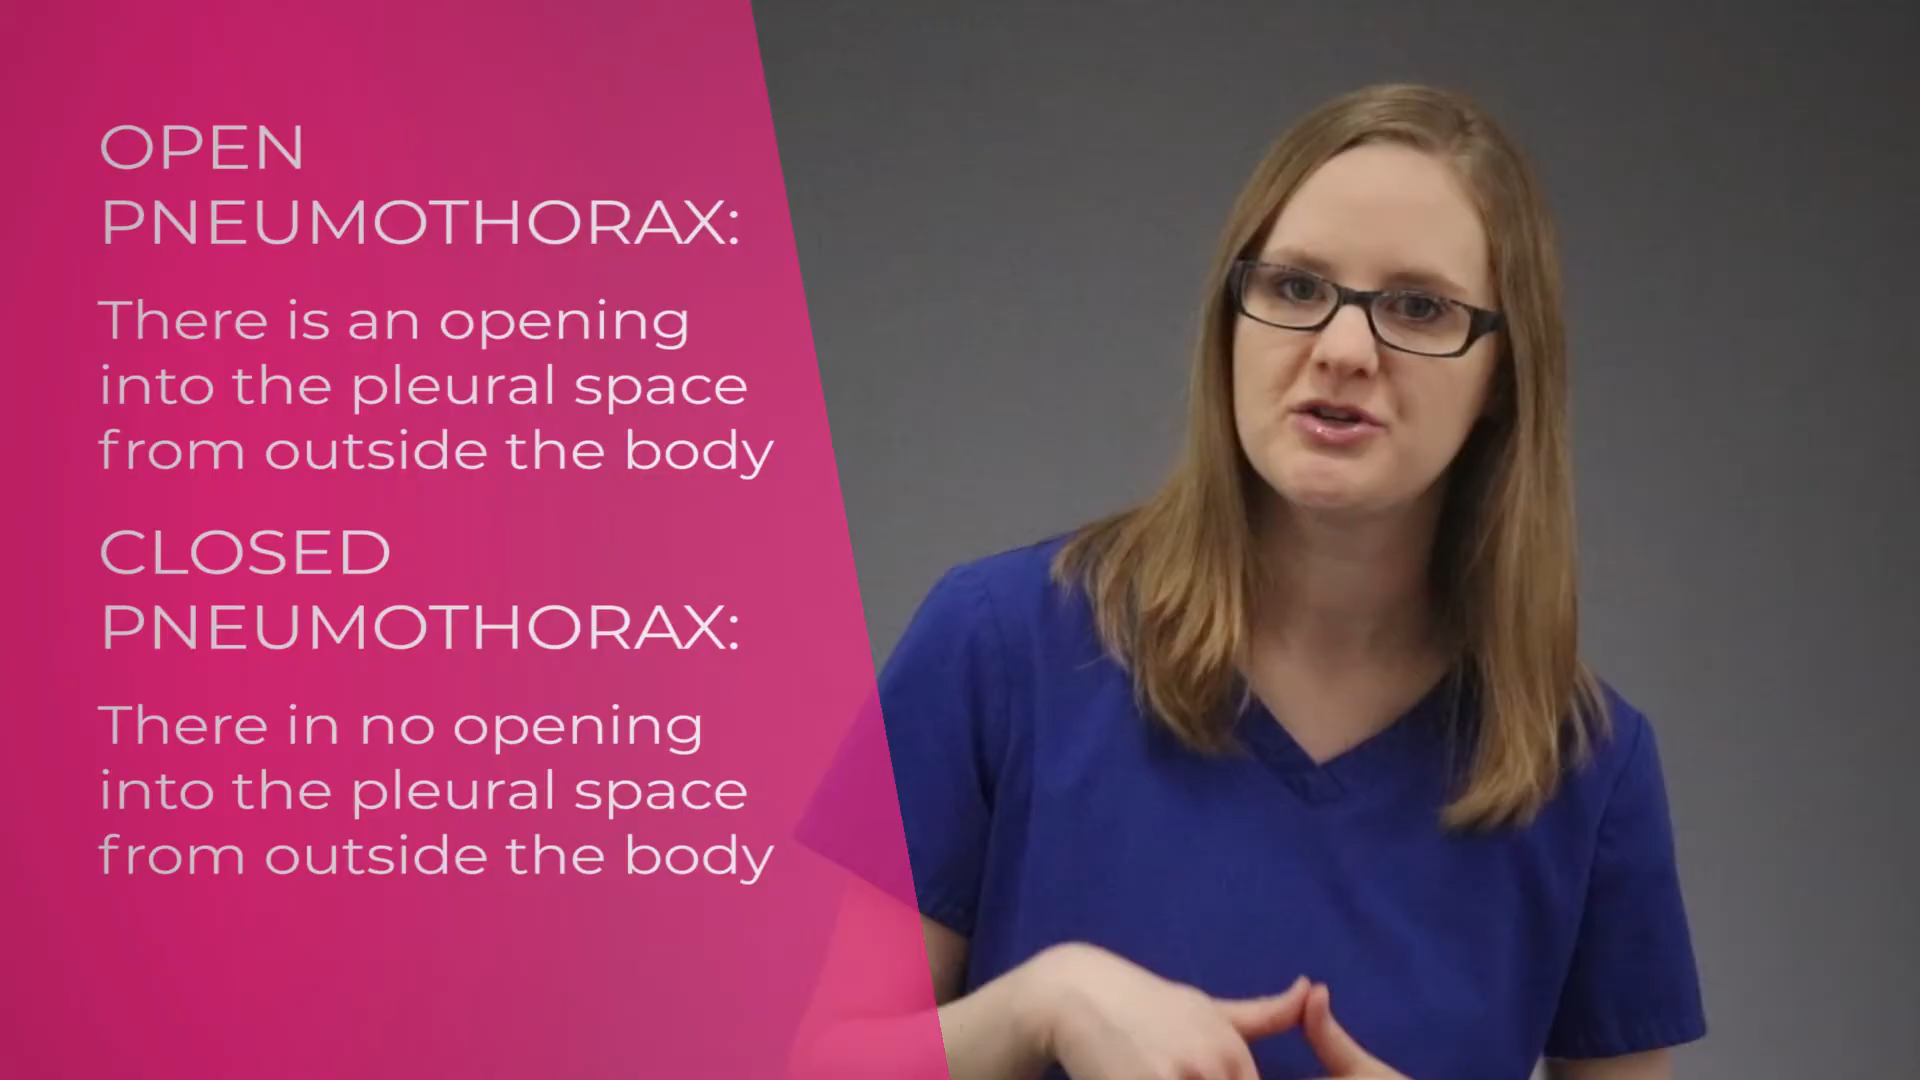 OPEN
PNEUMOTHORAX:
There is an opening
into the pleural space
from outside the body
CLOSED
PNEUMOTHORAX:
There in no opening
into the pleural space
from outside the body